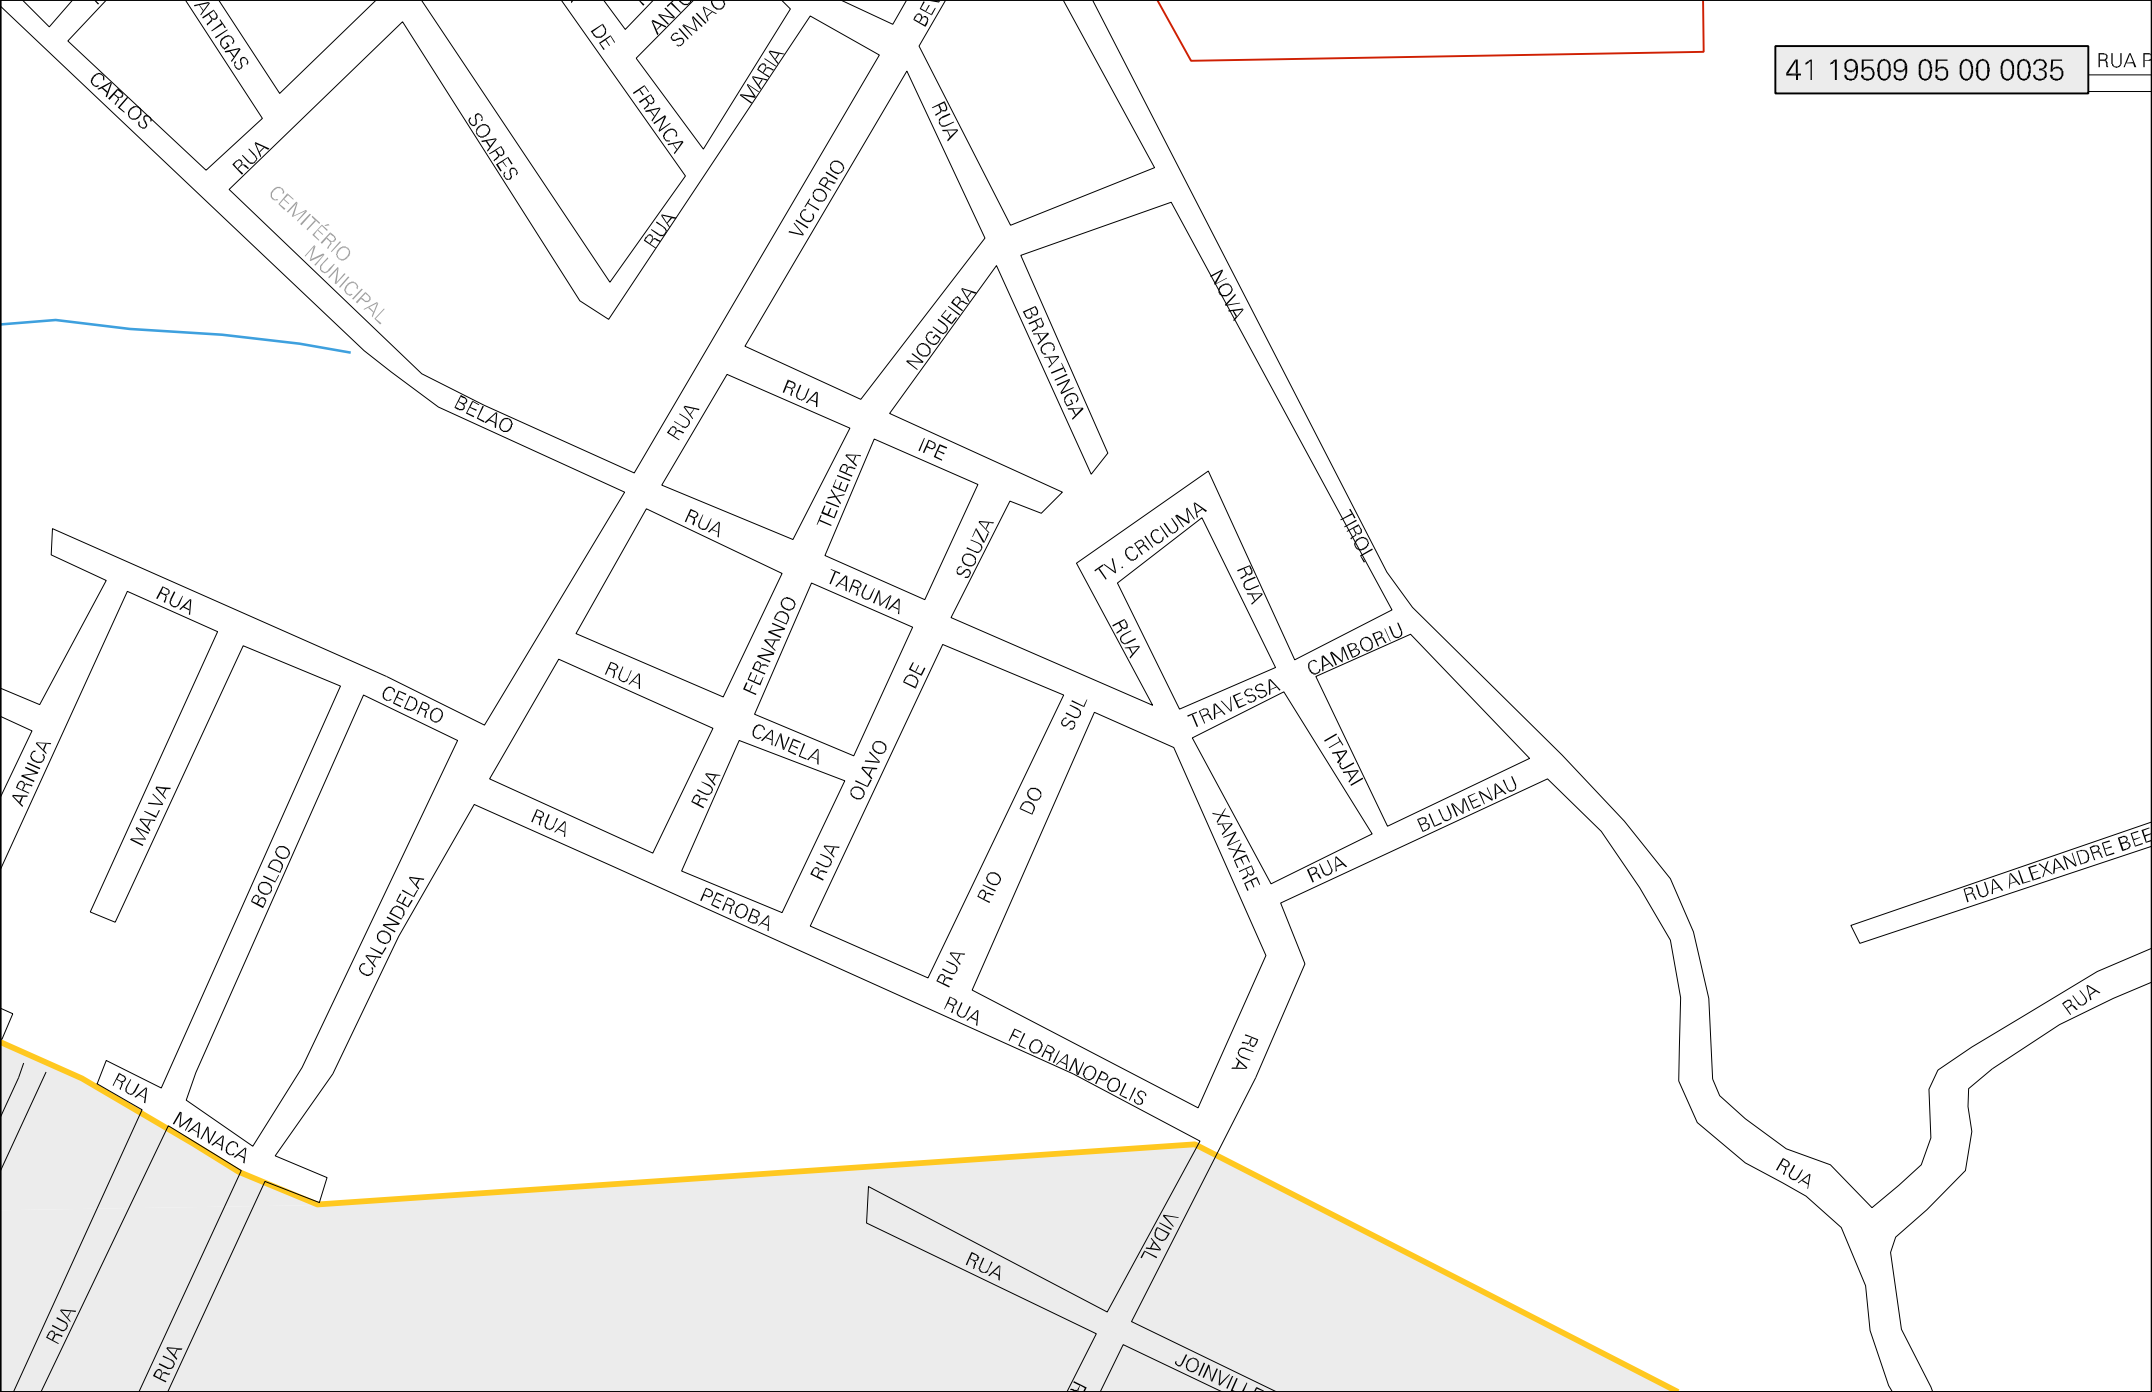 ARTIGAS
DE
SIMIAO
BEL
41 19509 05 00 0035
RUA P
CARLOS
RUA
SOARES
FRANCA
MARIA
RUA
CEMITÉRIO
MUNICIPAL
RUA
VICTORIO
NOVA
NOGUEIRA
BRACATINGA
RUA
BELAO
RUA
IPE
TEIXEIRA
RUA
SOUZA
TV. CRICIUMA
TIROL
TARUMA
RUA
RUA
RUA
FERNANDO
RUA
CAMBORIU
RUA
DE
TRAVESSA
CEDRO
SUL
CANELA
OLAVO
ITAJAI
ARNICA
MALVA
RUA
DO
BLUMENAU
RUA
XANXERE
RUA
BOLDO
RUA
RIO
RUA ALEXANDRE BEE
PEROBA
CALONDELA
RUA
RUA
FLORIANOPOLIS
RUA
RUA
RUA
MANACA
RUA
VIDAL
RUA
RUA
RUA
JOINVILLE